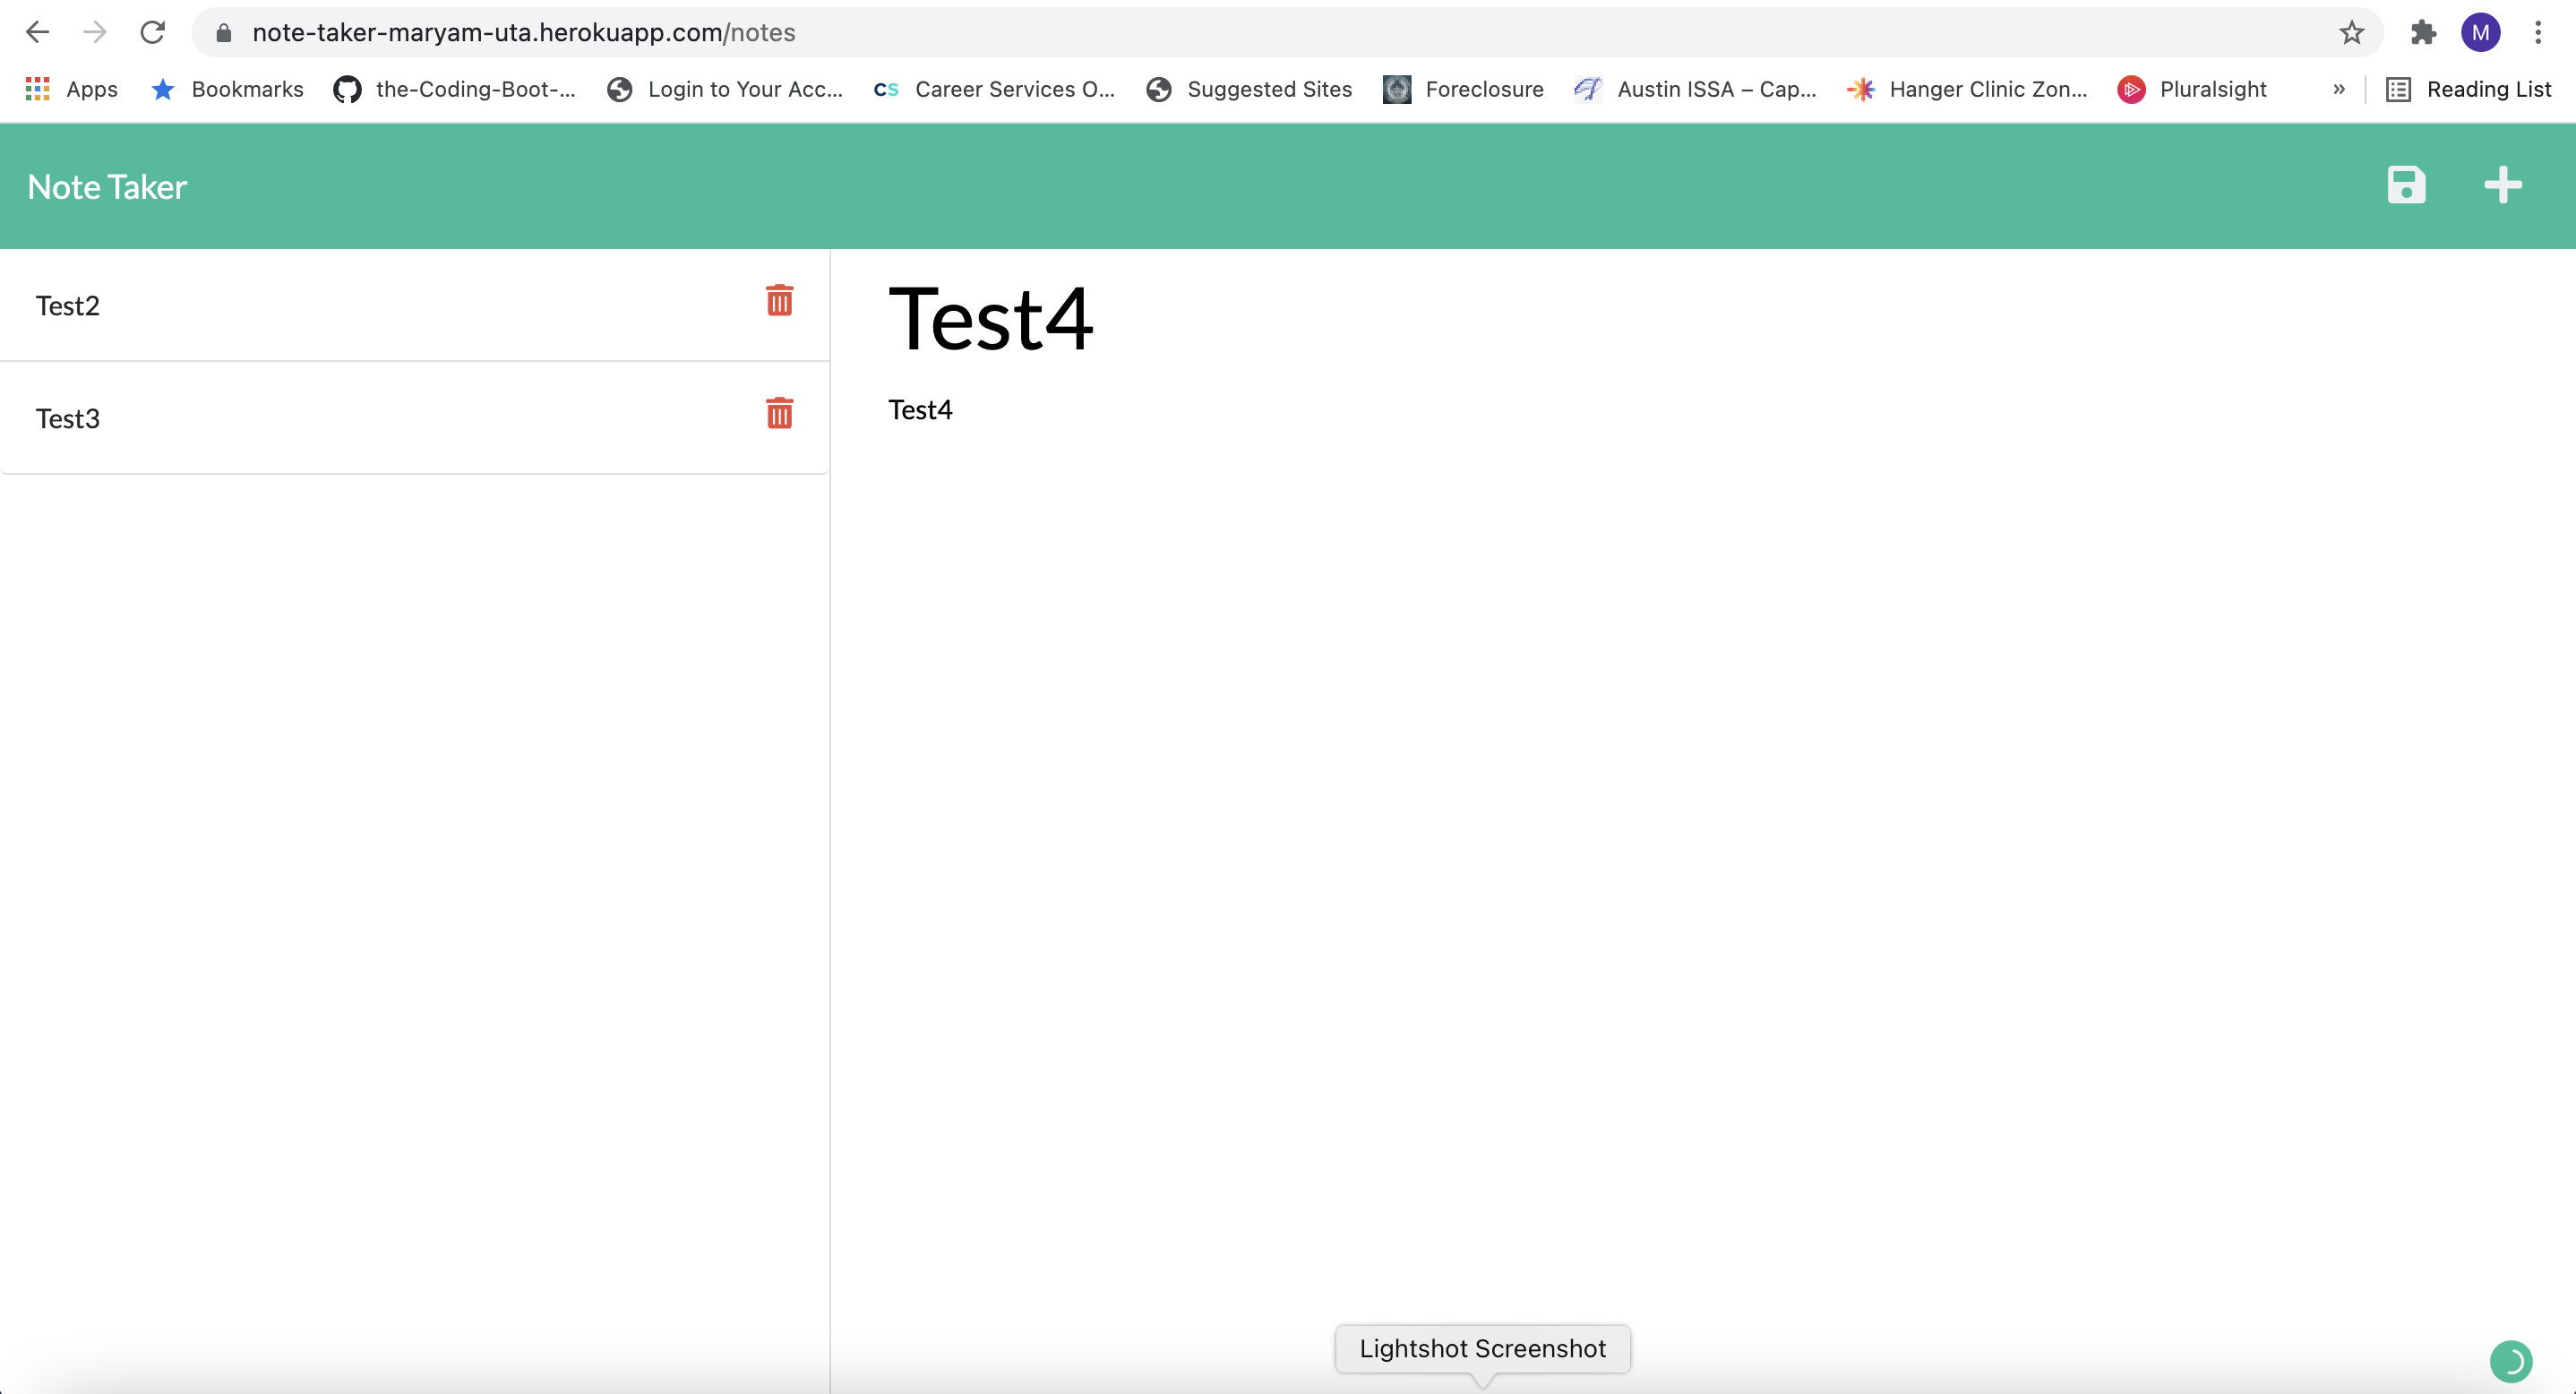 note-taker-maryam-uta.herokuapp.com/notes
M
Apps
Bookmarks
the-Coding-Boot-...
Login to Your Acc...
CS Career Services O...
Suggested Sites
Foreclosure
Austin ISSA – Cap...
Hanger Clinic Zon...
Pluralsight
»
Reading List
Note Taker
Test2
Test3
Test4
Test4
Lightshot Screenshot